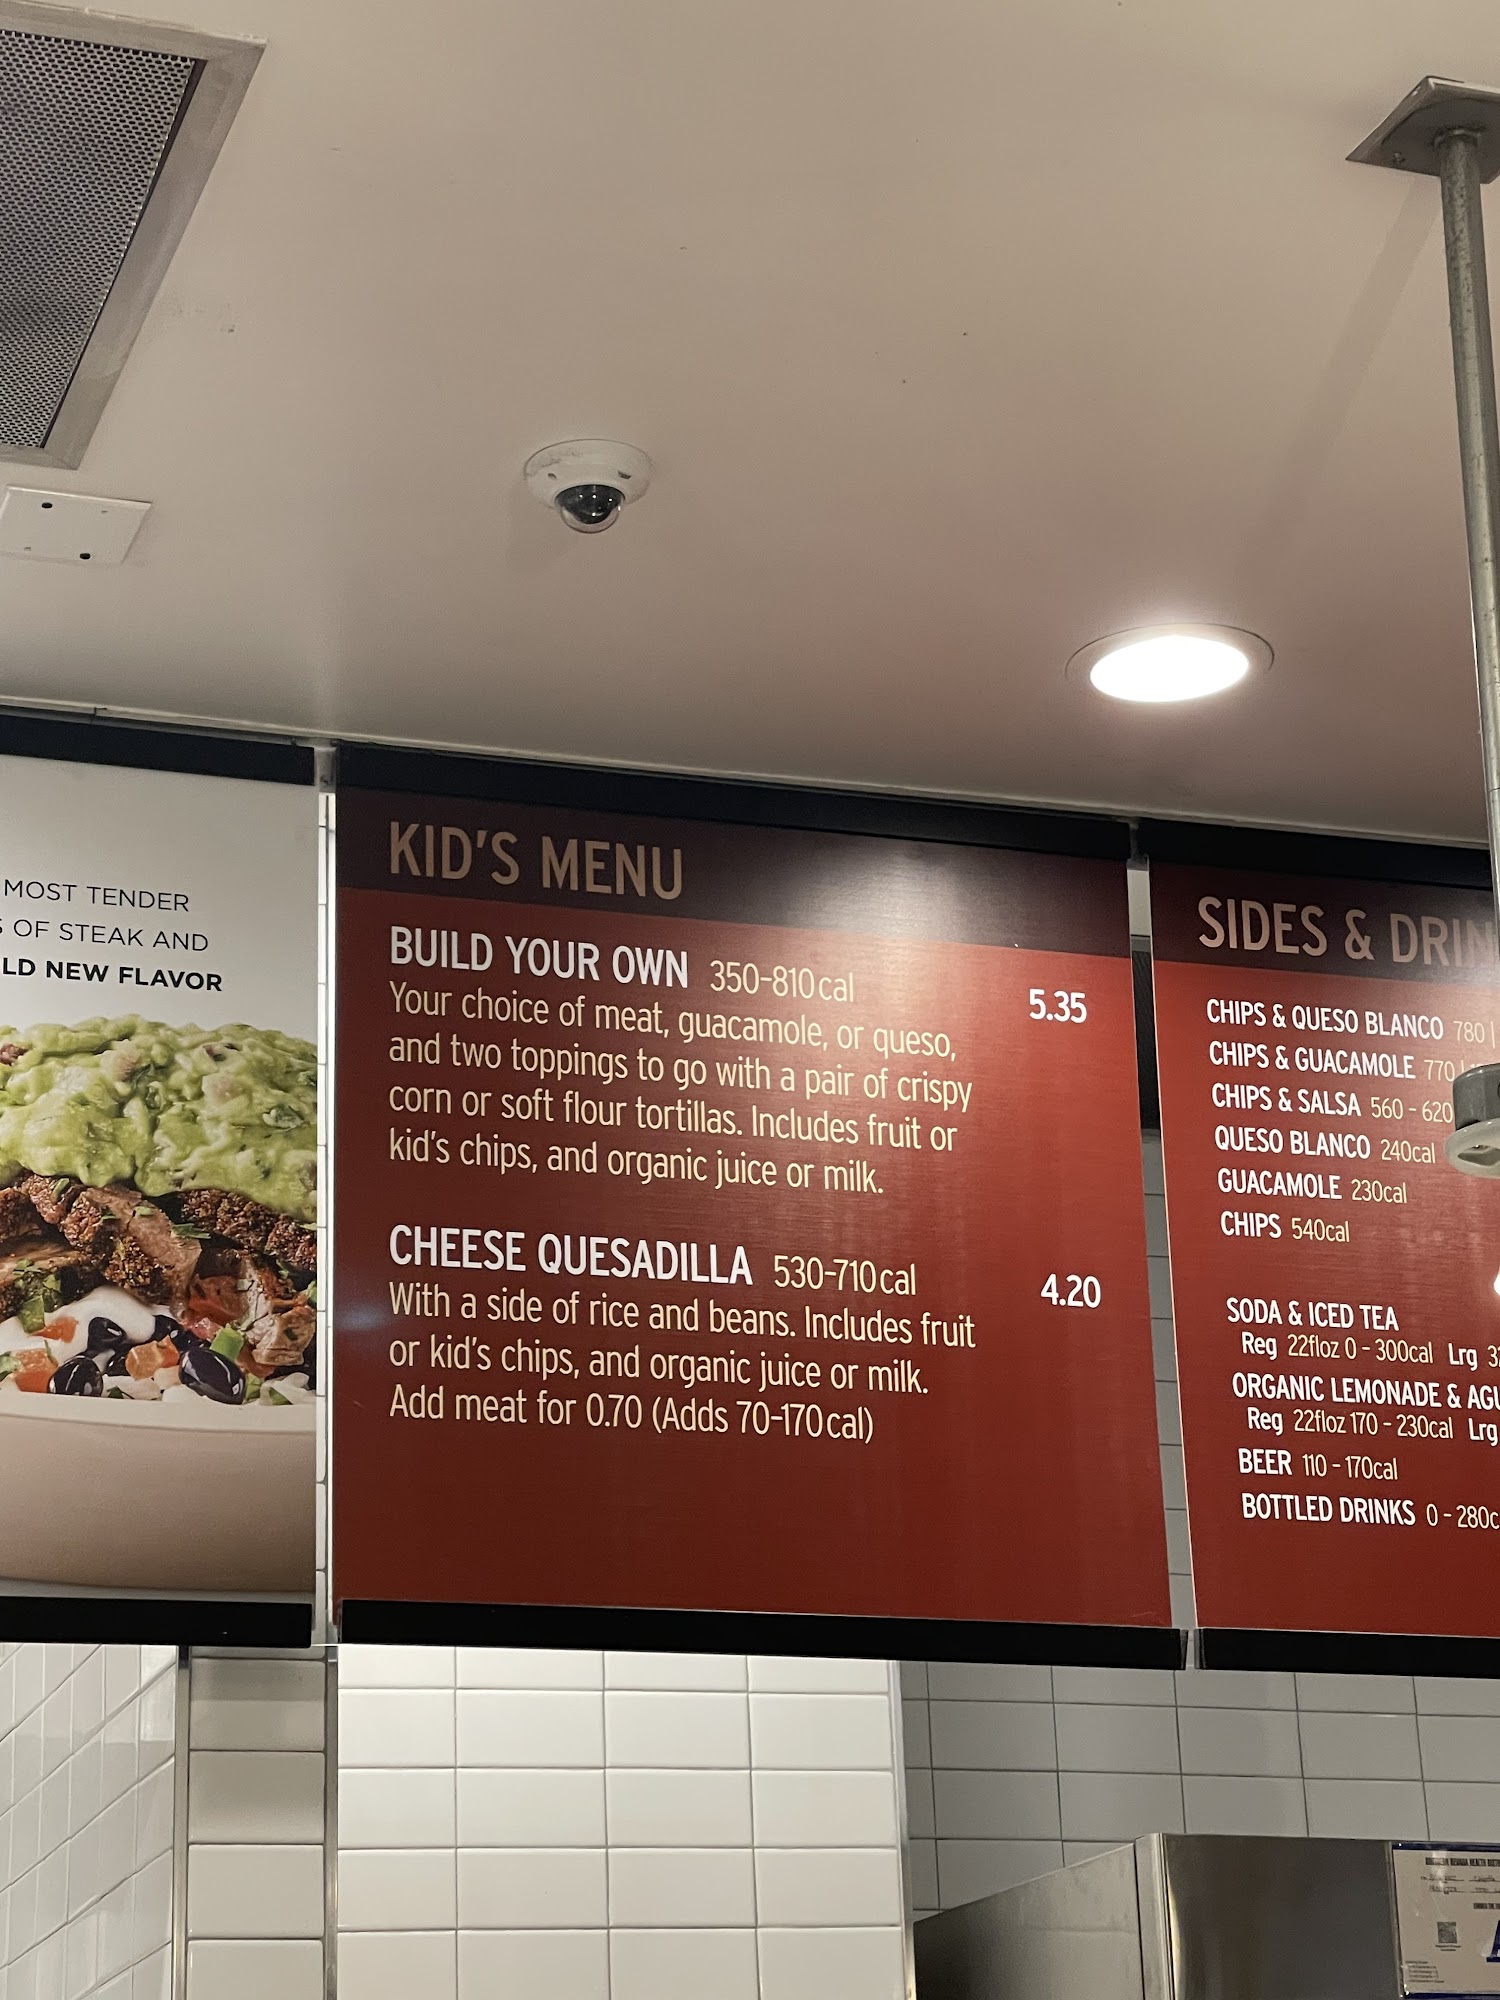 MOST TENDER
OF STEAK AND
LD NEW FLAVOR
KID'S MENU
BUILD YOUR OWN 350-810cal 5.35
Your choice of meat, guacamole, or queso,
and two toppings to go with a pair of crispy
corn or soft flour tortillas. Includes fruit or
kid's chips, and organic juice or milk.
CHEESE QUESADILLA 530-710cal 4.20
With a side of rice and beans. Includes fruit
or kid's chips, and organic juice or milk.
Add meat for 0.70 (Adds 70-170cal)
SIDES & DRIN
CHIPS & QUESO BLANCO 780 |
CHIPS & GUACAMOLE 770
CHIPS & SALSA 560 - 620
QUESO BLANCO 240cal
GUACAMOLE 230cal
CHIPS 540cal
SODA & ICED TEA
Reg 22floz 0 - 300cal Lrg
ORGANIC LEMONADE & AGU
Reg 22floz 170 - 230cal Lrg
BEER 110 - 170cal
BOTTLED DRINKS 0 - 280c